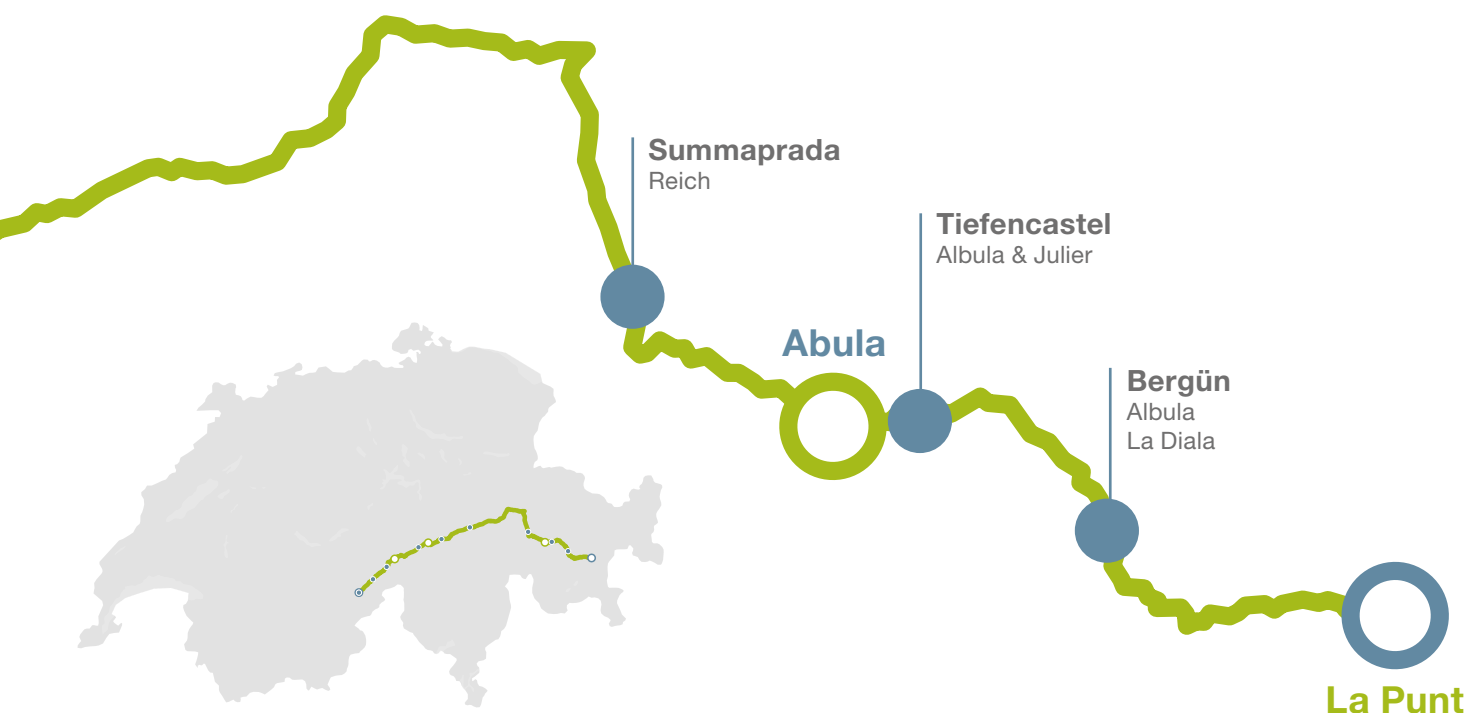 Summaprada
Reich
Tiefencastel
Albula & Julier
Abula
Bergün
Albula
La Diala
La Punt